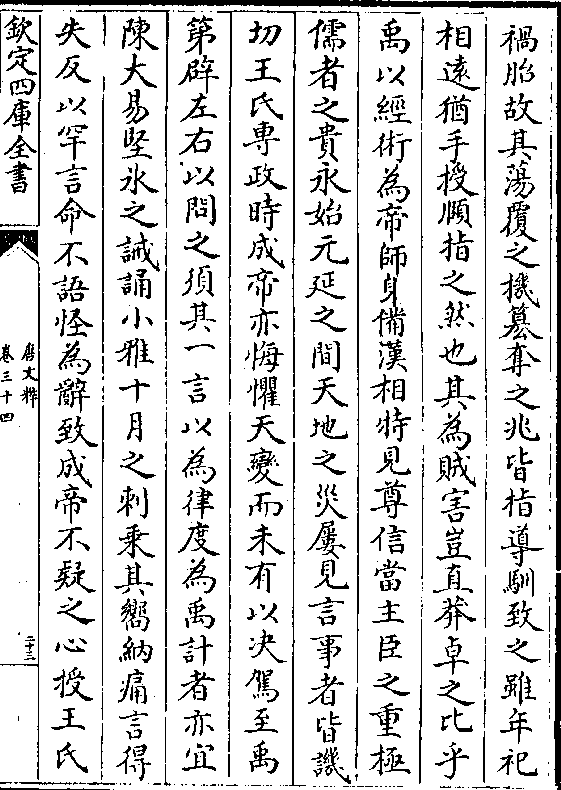 禍胎故其蕩覆之機簒奪之兆皆指導馴致之雖年祀
相遠猶手授頤指之然也其為賊害豈直莽卓之比乎
禹以經術為帝師身備漢相特見尊信當主臣之重極
儒者之貴永始元延之間天地之災屢見言事者皆譏
切王氏専政時成帝亦悔懼天變而未有以決駕至禹
第辟左右以問之須其一言以為律度為禹計者亦宜
陳大易堅氷之誡誦小雅十月之刺乗其嚮納痛言得
失反以罕言命不語怪為辭致成帝不疑之心授王氏
欽定四庫全書
唐文粹
卷三十四
二十三